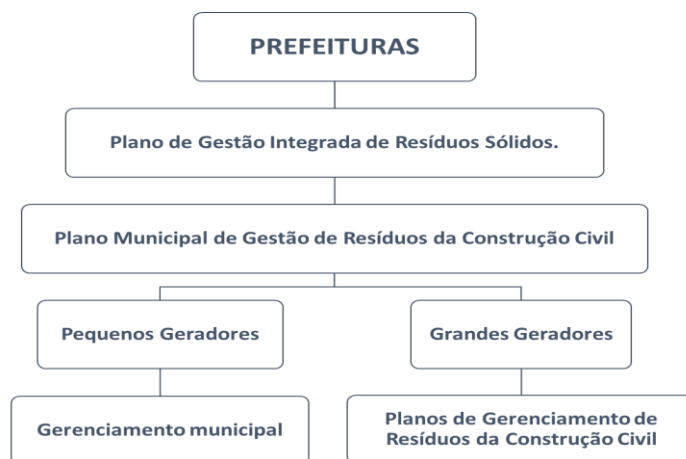 PREFEITURAS
Plano de Gestão Integrada de Resíduos Sólidos.
Plano Municipal de Gestão de Resíduos da Construção Civil
Pequenos Geradores
Grandes Geradores
Gerenciamento municipal
Planos de Gerenciamento de
Resíduos da Construção Civil